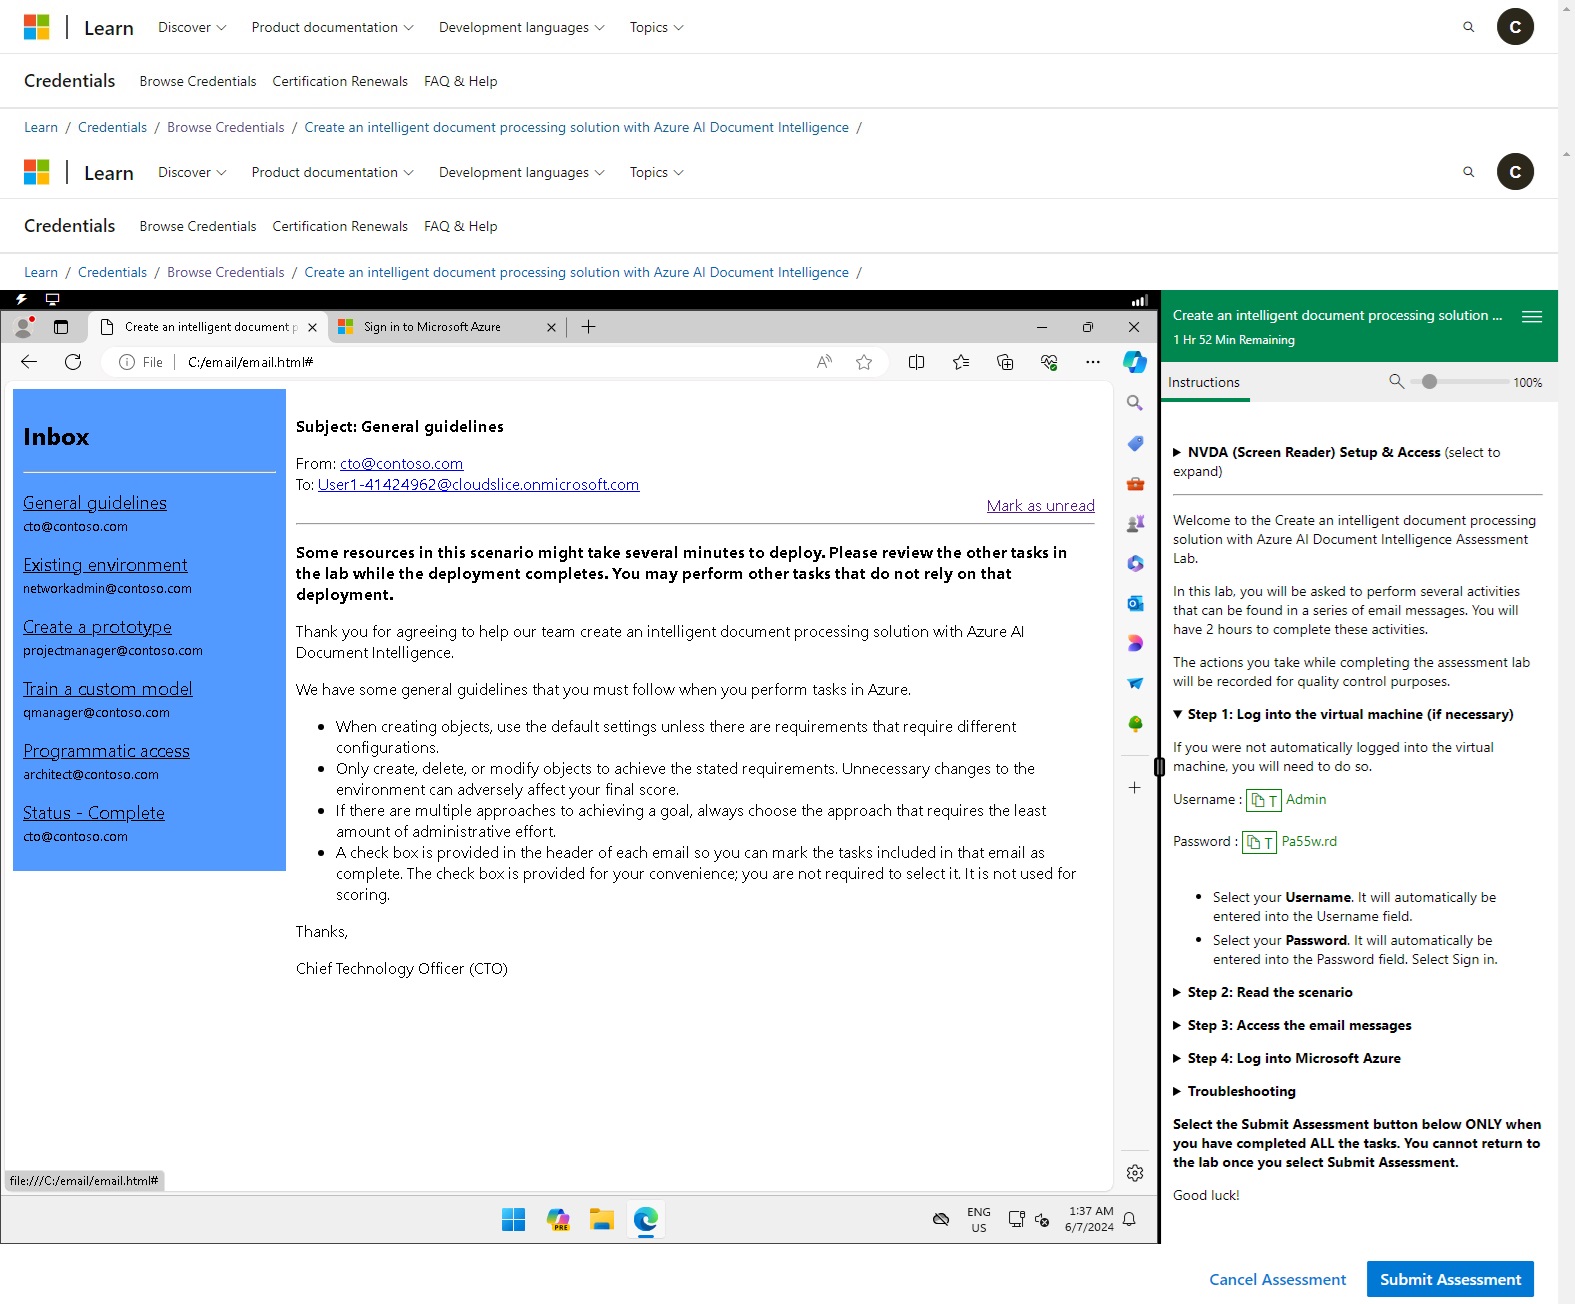 Learn Discover Product documentation Development languages Topics C
Credentials Browse Credentials Certification Renewals FAQ & Help
Learn / Credentials / Browse Credentials / Create an intelligent document processing solution with Azure AI Document Intelligence /
Learn Discover Product documentation Development languages Topics C
Credentials Browse Credentials Certification Renewals FAQ & Help
Learn / Credentials / Browse Credentials / Create an intelligent document processing solution with Azure AI Document Intelligence /
Create an intelligent document p
Sign in to Microsoft Azure
File C:/email/email.html#
Inbox
General guidelines
cto@contoso.com
Existing environment
networkadmin@contoso.com
Create a prototype
projectmanager@contoso.com
Train a custom model
qmanager@contoso.com
Programmatic access
architect@contoso.com
Status - Complete
cto@contoso.com
Subject: General guidelines
From: cto@contoso.com
To: User1-41424962@cloudslice.onmicrosoft.com
Mark as unread
Some resources in this scenario might take several minutes to deploy. Please review the other tasks in
the lab while the deployment completes. You may perform other tasks that do not rely on that
deployment.
Thank you for agreeing to help our team create an intelligent document processing solution with Azure AI
Document Intelligence.
We have some general guidelines that you must follow when you perform tasks in Azure.
• When creating objects, use the default settings unless there are requirements that require different
configurations.
• Only create, delete, or modify objects to achieve the stated requirements. Unnecessary changes to the
environment can adversely affect your final score.
• If there are multiple approaches to achieving a goal, always choose the approach that requires the least
amount of administrative effort.
• A check box is provided in the header of each email so you can mark the tasks included in that email as
complete. The check box is provided for your convenience; you are not required to select it. It is not used for
scoring.
Thanks,
Chief Technology Officer (CTO)
file:///C:/email/email.html#
PRE
ENG
US
1:37 AM
6/7/2024
Create an intelligent document processing solution ...
1 Hr 52 Min Remaining
Instructions 100%
NVDA (Screen Reader) Setup & Access (select to
expand)
Welcome to the Create an intelligent document processing
solution with Azure AI Document Intelligence Assessment
Lab.
In this lab, you will be asked to perform several activities
that can be found in a series of email messages. You will
have 2 hours to complete these activities.
The actions you take while completing the assessment lab
will be recorded for quality control purposes.
Step 1: Log into the virtual machine (if necessary)
If you were not automatically logged into the virtual
machine, you will need to do so.
Username : T Admin
Password : T Pa55w.rd
• Select your Username. It will automatically be
entered into the Username field.
• Select your Password. It will automatically be
entered into the Password field. Select Sign in.
Step 2: Read the scenario
Step 3: Access the email messages
Step 4: Log into Microsoft Azure
Troubleshooting
Select the Submit Assessment button below ONLY when
you have completed ALL the tasks. You cannot return to
the lab once you select Submit Assessment.
Good luck!
Cancel Assessment Submit Assessment